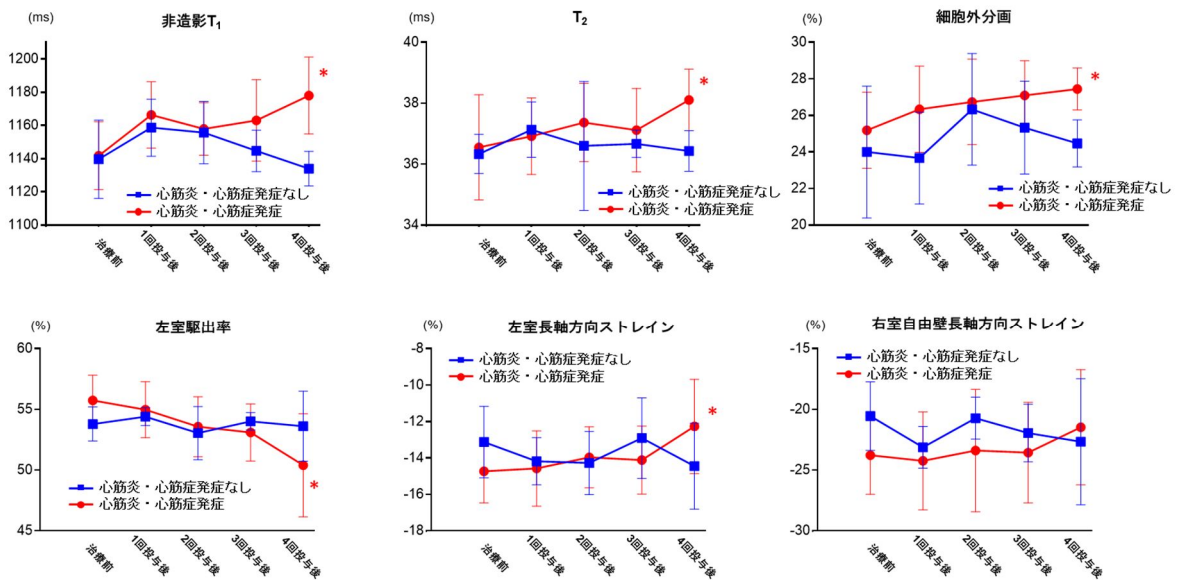 (ms)
非造影T₁
1200
1180
1160
1140
1120
1100
心筋炎・心筋症発症なし
心筋炎・心筋症発症
治療前
1回投与後
2回投与後
3回投与後
4回投与後
*
(ms)
T₂
40
38
36
34
心筋炎・心筋症発症なし
心筋炎・心筋症発症
治療前
1回投与後
2回投与後
3回投与後
4回投与後
*
(%)
細胞外分画
30
28
26
24
22
20
心筋炎・心筋症発症なし
心筋炎・心筋症発症
治療前
1回投与後
2回投与後
3回投与後
4回投与後
*
(%)
左室駆出率
60
55
50
45
心筋炎・心筋症発症なし
心筋炎・心筋症発症
治療前
1回投与後
2回投与後
3回投与後
4回投与後
*
(%)
左室長軸方向ストレイン
-8
-10
-12
-14
-16
-18
心筋炎・心筋症発症なし
心筋炎・心筋症発症
治療前
1回投与後
2回投与後
3回投与後
4回投与後
*
(%)
右室自由壁長軸方向ストレイン
-15
-20
-25
-30
心筋炎・心筋症発症なし
心筋炎・心筋症発症
治療前
1回投与後
2回投与後
3回投与後
4回投与後